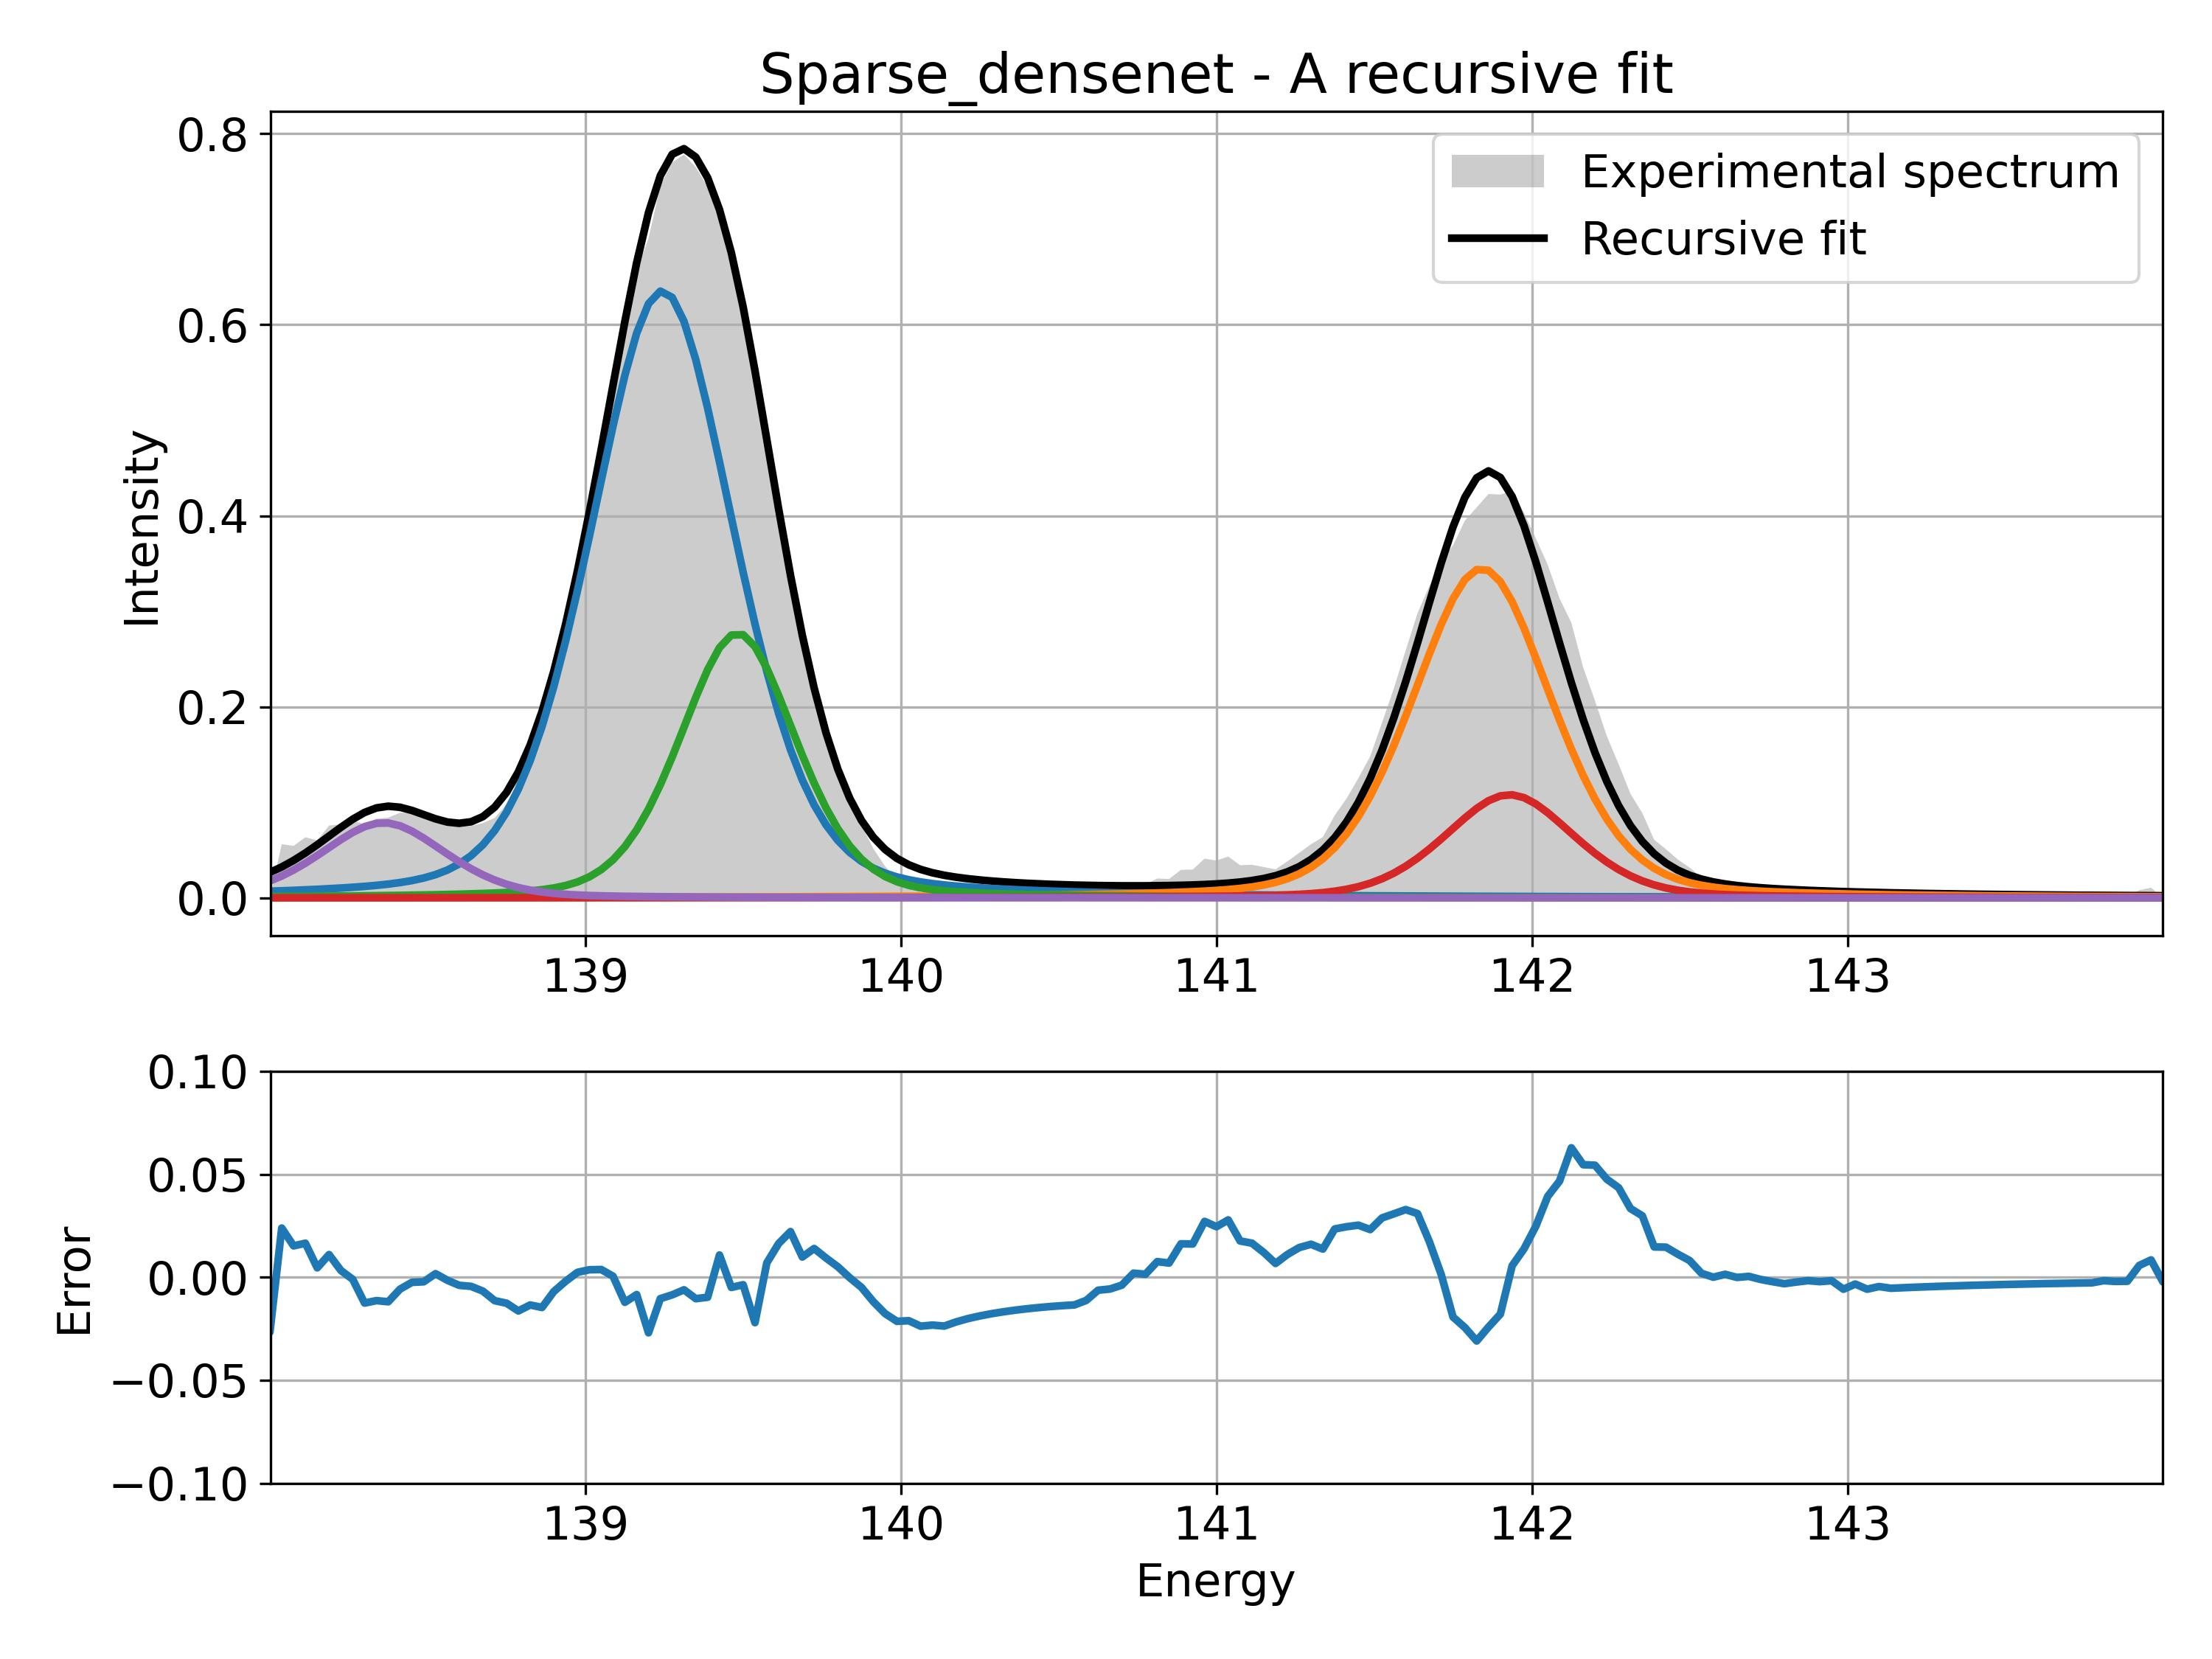 Sparse_densenet - A recursive fit
0.8
0.6
0.4
0.2
0.0
Intensity
Experimental spectrum
Recursive fit
139 140 141 142 143
0.10
0.05
0.00
−0.05
−0.10
Error
139 140 141 142 143
Energy